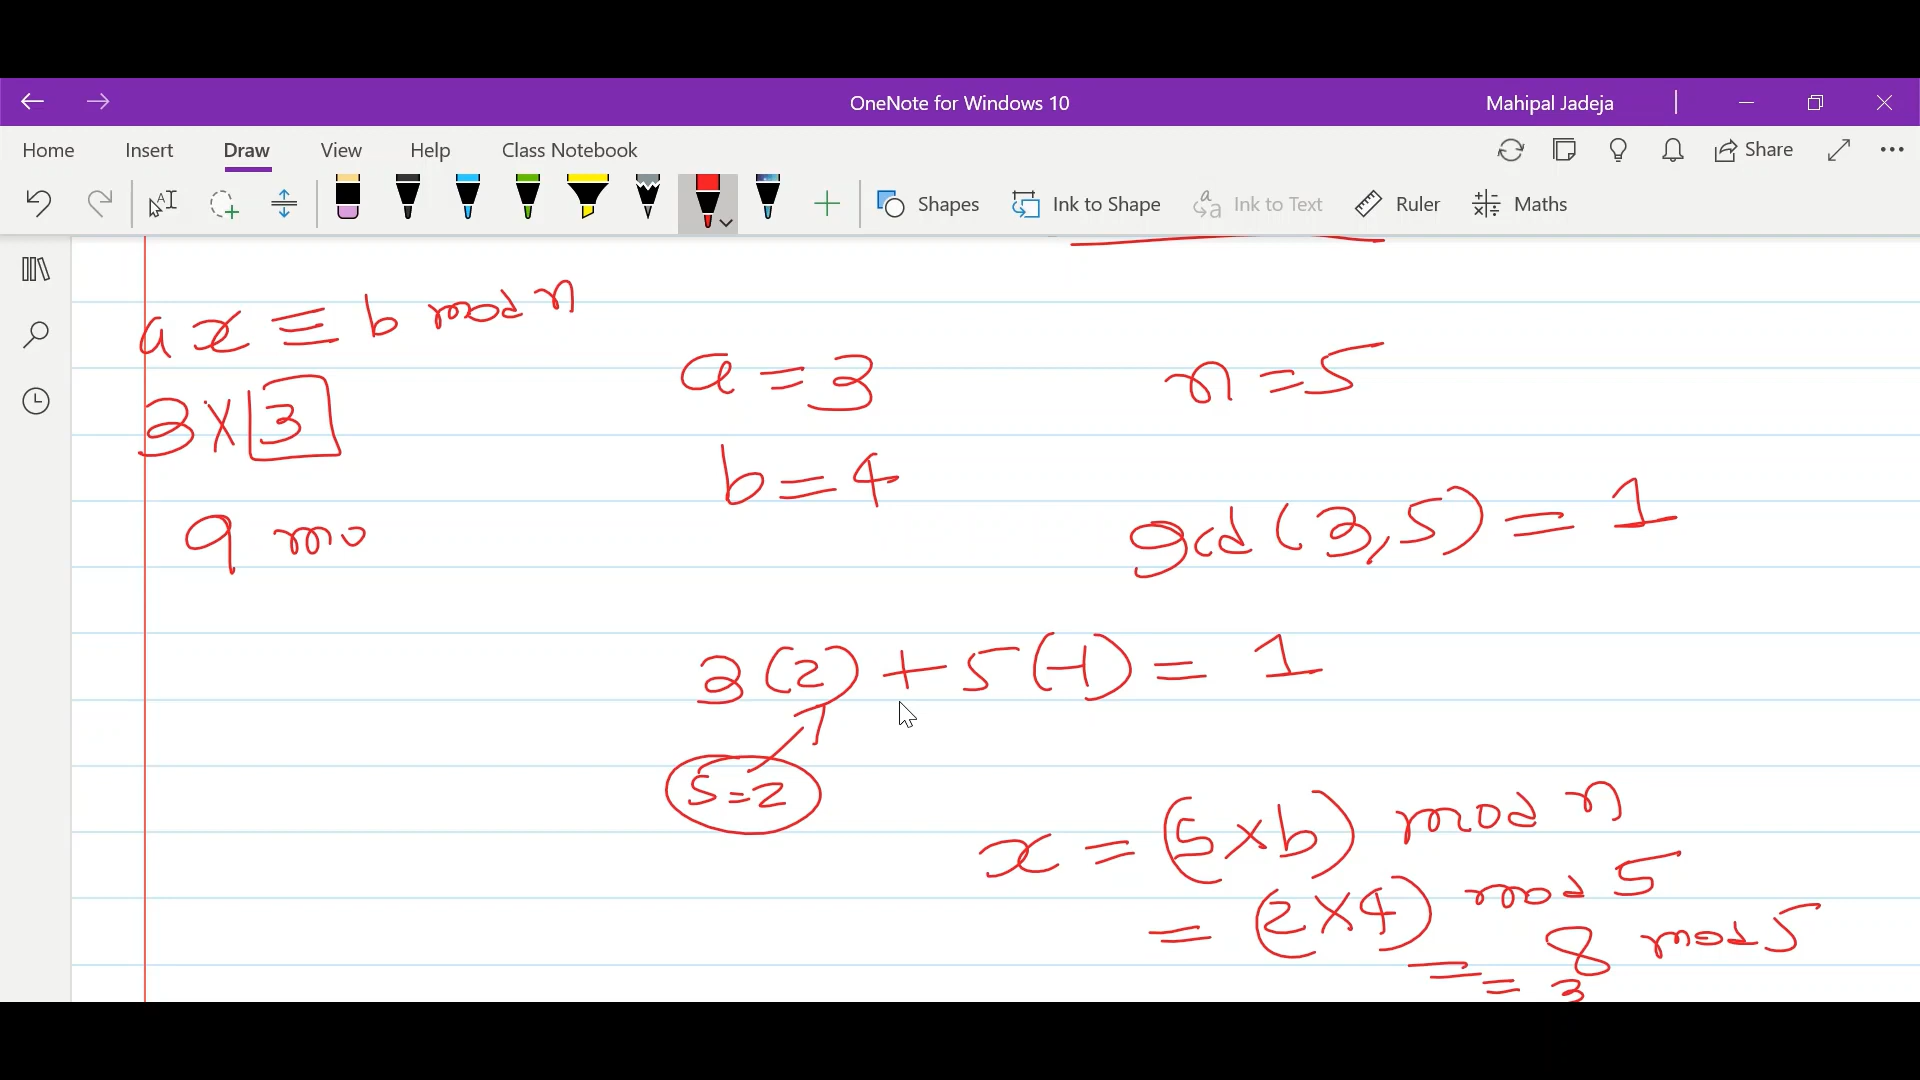 OneNote for Windows 10
Mahipal Jadeja
Home Insert Draw View Help Class Notebook
Share
Shapes Ink to Shape Ink to Text Ruler Maths
ax ≡ b mod n
a = 3 n = 5
3 × 3
b = 4
9 mo
gcd(3,5) = 1
3(2) + 5(-1) = 1
s = 2
x = (s × b) mod n
= (2 × 4) mod 5
= 8 mod 5
= 3